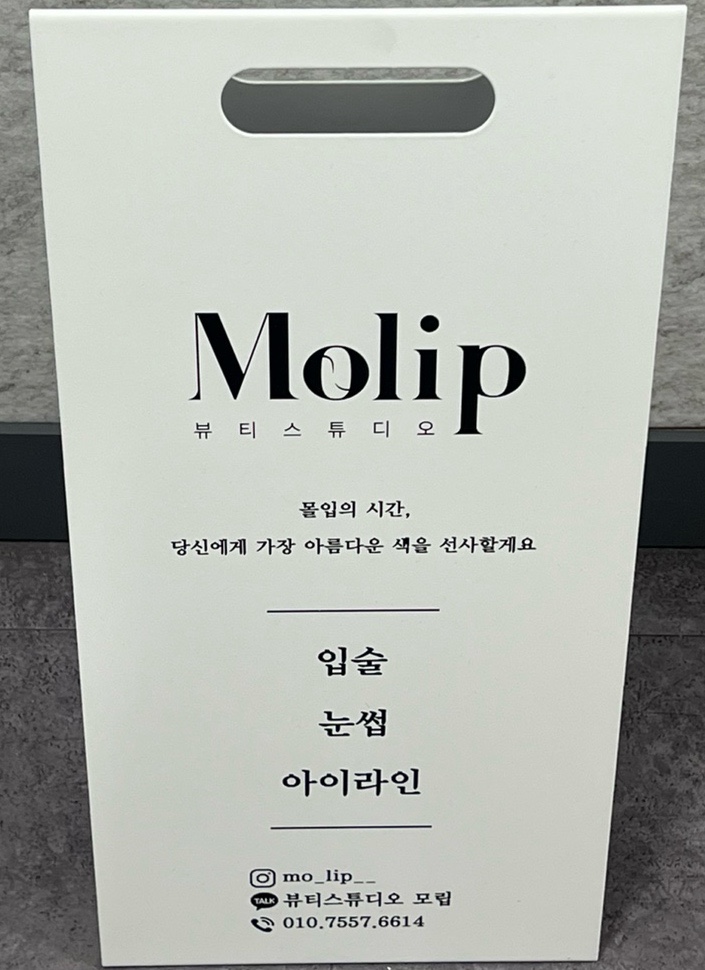 Molip
뷰티스튜디오
몰입의 시간,
당신에게 가장 아름다운 색을 선사할게요
입술
눈썹
아이라인
mo_lip__
TALK 뷰티스튜디오 모립
010.7557.6614